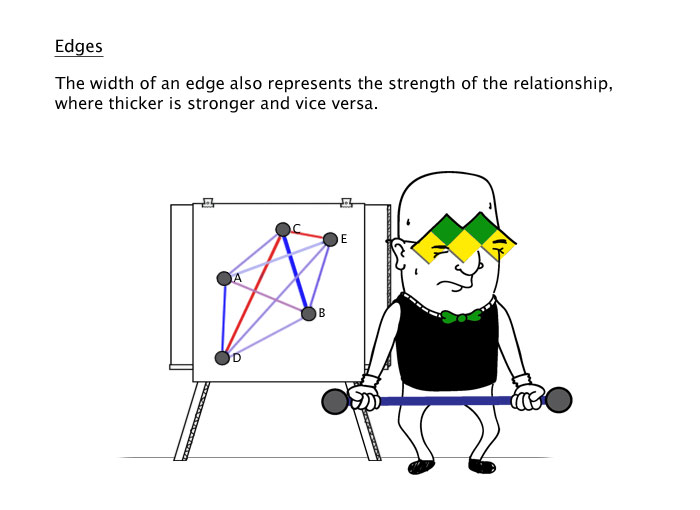 Edges
The width of an edge also represents the strength of the relationship,
where thicker is stronger and vice versa.
C
E
A
B
D